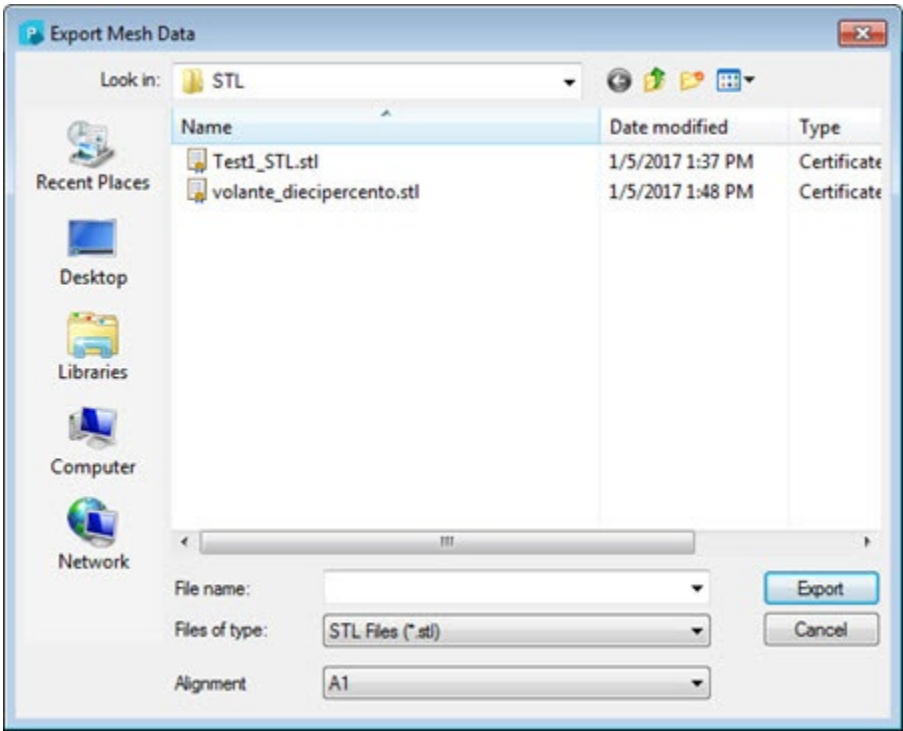 Export Mesh Data
Look in: STL
Name Date modified Type
Test1_STL.stl 1/5/2017 1:37 PM Certificate
volante_diecipercento.stl 1/5/2017 1:48 PM Certificate
Recent Places
Desktop
Libraries
Computer
Network
File name: Export
Files of type: STL Files (*.stl) Cancel
Alignment A1